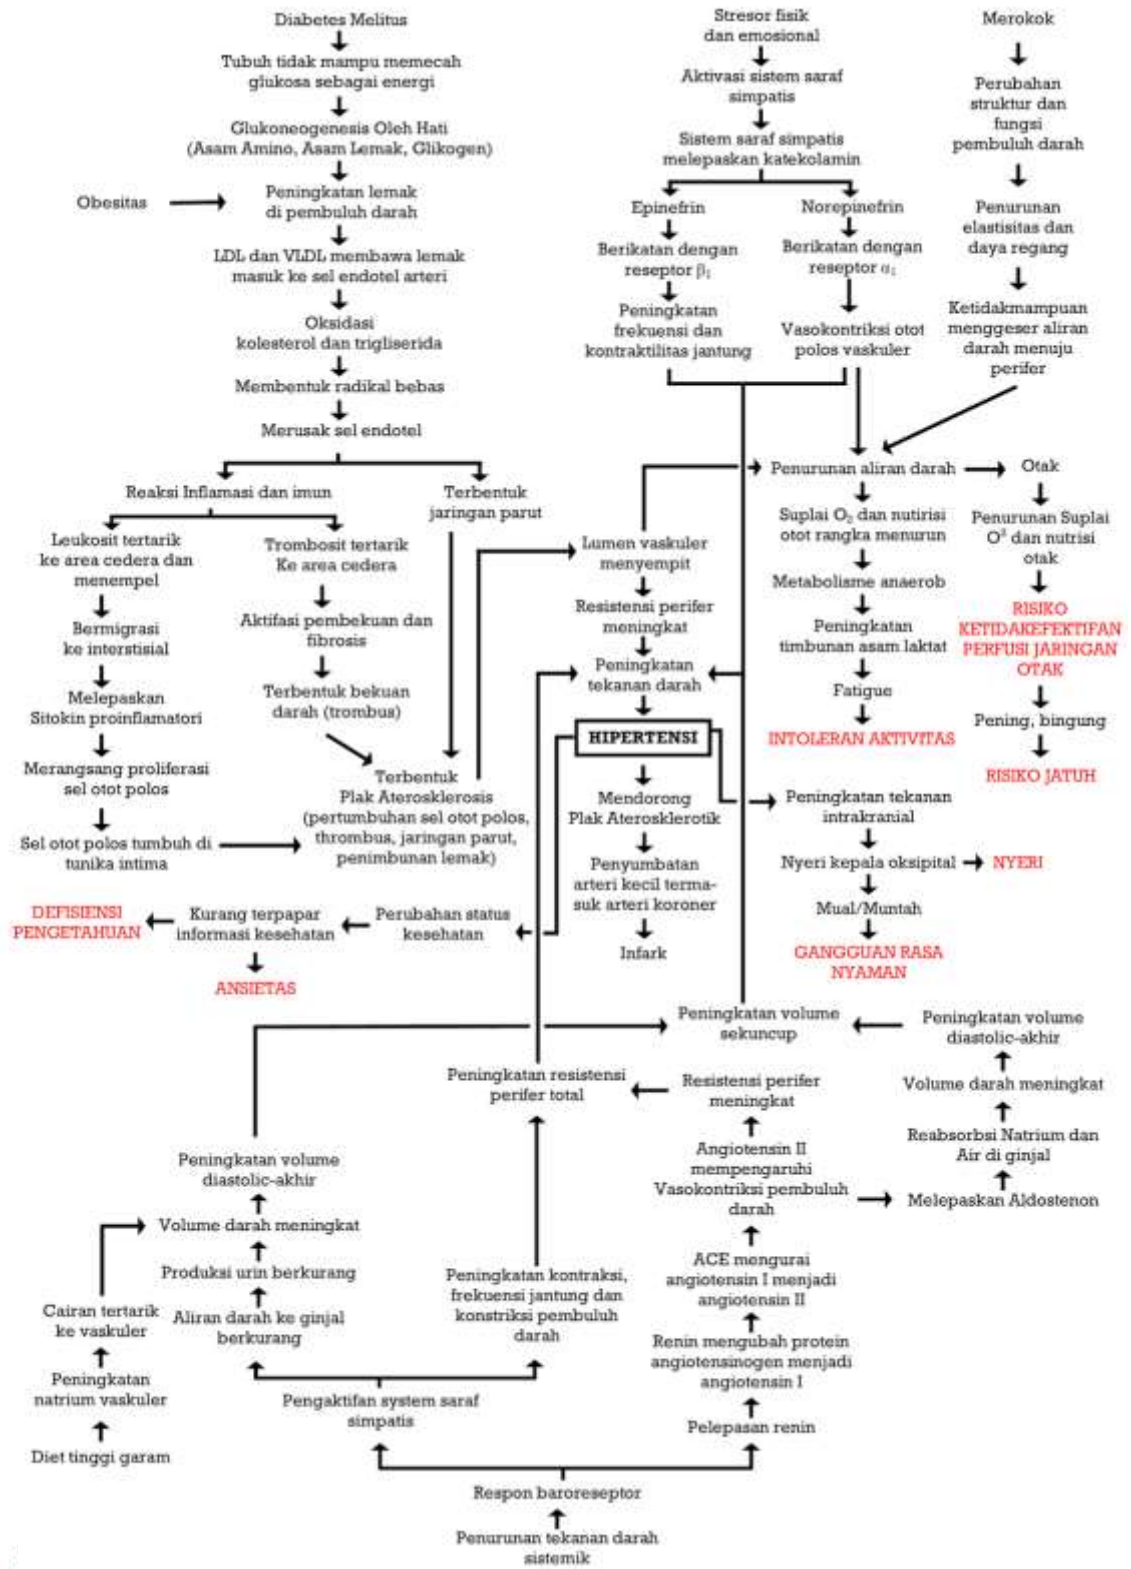 Diabetes Melitus
Tubuh tidak mampu memecah
glukosa sebagai energi
Glukoneogenesis Oleh Hati
(Asam Amino, Asam Lemak, Glikogen)
Obesitas
Peningkatan lemak
di pembuluh darah
LDL dan VLDL membawa lemak
masuk ke sel endotel arteri
Oksidasi
kolesterol dan trigliserida
Membentuk radikal bebas
Merusak sel endotel
Reaksi Inflamasi dan imun
Terbentuk
jaringan parut
Leukosit tertarik
ke area cedera dan
menempel
Bermigrasi
ke interstisial
Melepaskan
Sitokin proinflamatori
Merangsang proliferasi
sel otot polos
Sel otot polos tumbuh di
tunika intima
Trombosit tertarik
Ke area cedera
Aktifasi pembekuan dan
fibrosis
Terbentuk bekuan
darah (trombus)
Terbentuk
Plak Aterosklerosis
(pertumbuhan sel otot polos,
thrombus, jaringan parut,
penimbunan lemak)
Stresor fisik
dan emosional
Aktivasi sistem saraf
simpatis
Sistem saraf simpatis
melepaskan katekolamin
Epinefrin
Berikatan dengan
reseptor β₁
Peningkatan
frekuensi dan
kontraktilitas jantung
Norepinefrin
Berikatan dengan
reseptor α₁
Vasokontriksi otot
polos vaskuler
Merokok
Perubahan
struktur dan
fungsi
pembuluh darah
Penurunan
elastisitas dan
daya regang
Ketidakmampuan
menggeser aliran
darah menuju
perifer
Penurunan aliran darah
Otak
Suplai O₂ dan nutirisi
otot rangka menurun
Metabolisme anaerob
Peningkatan
timbunan asam laktat
Fatigue
INTOLERAN AKTIVITAS
Penurunan Suplai
O² dan nutrisi
otak
RISIKO
KETIDAKEFEKTIFAN
PERFUSI JARINGAN
OTAK
Pening, bingung
RISIKO JATUH
Lumen vaskuler
menyempit
Resistensi perifer
meningkat
Peningkatan
tekanan darah
HIPERTENSI
Mendorong
Plak Aterosklerotik
Penyumbatan
arteri kecil terma-
suk arteri koroner
Infark
Peningkatan tekanan
intrakranial
Nyeri kepala oksipital
NYERI
Mual/Muntah
GANGGUAN RASA
NYAMAN
Perubahan status
kesehatan
Kurang terpapar
informasi kesehatan
DEFISIENSI
PENGETAHUAN
ANSIETAS
Peningkatan volume
sekuncup
Peningkatan volume
diastolic-akhir
Volume darah meningkat
Reabsorbsi Natrium dan
Air di ginjal
Melepaskan Aldostenon
Peningkatan resistensi
perifer total
Resistensi perifer
meningkat
Angiotensin II
mempengaruhi
Vasokontriksi pembuluh
darah
ACE mengurai
angiotensin I menjadi
angiotensin II
Renin mengubah protein
angiotensinogen menjadi
angiotensin I
Pelepasan renin
Peningkatan volume
diastolic-akhir
Volume darah meningkat
Produksi urin berkurang
Aliran darah ke ginjal
berkurang
Cairan tertarik
ke vaskuler
Peningkatan
natrium vaskuler
Diet tinggi garam
Peningkatan kontraksi,
frekuensi jantung dan
konstriksi pembuluh
darah
Pengaktifan system saraf
simpatis
Respon baroreseptor
Penurunan tekanan darah
sistemik